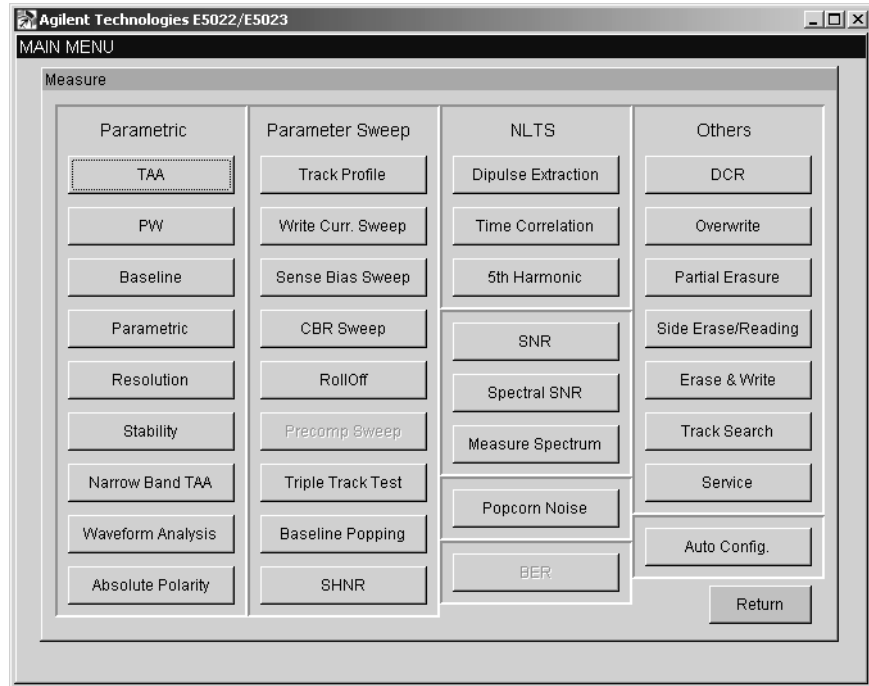 Agilent Technologies E5022/E5023
MAIN MENU
Measure
Parametric
TAA
PW
Baseline
Parametric
Resolution
Stability
Narrow Band TAA
Waveform Analysis
Absolute Polarity
Parameter Sweep
Track Profile
Write Curr. Sweep
Sense Bias Sweep
CBR Sweep
RollOff
Precomp Sweep
Triple Track Test
Baseline Popping
SHNR
NLTS
Dipulse Extraction
Time Correlation
5th Harmonic
SNR
Spectral SNR
Measure Spectrum
Popcorn Noise
BER
Others
DCR
Overwrite
Partial Erasure
Side Erase/Reading
Erase & Write
Track Search
Service
Auto Config.
Return